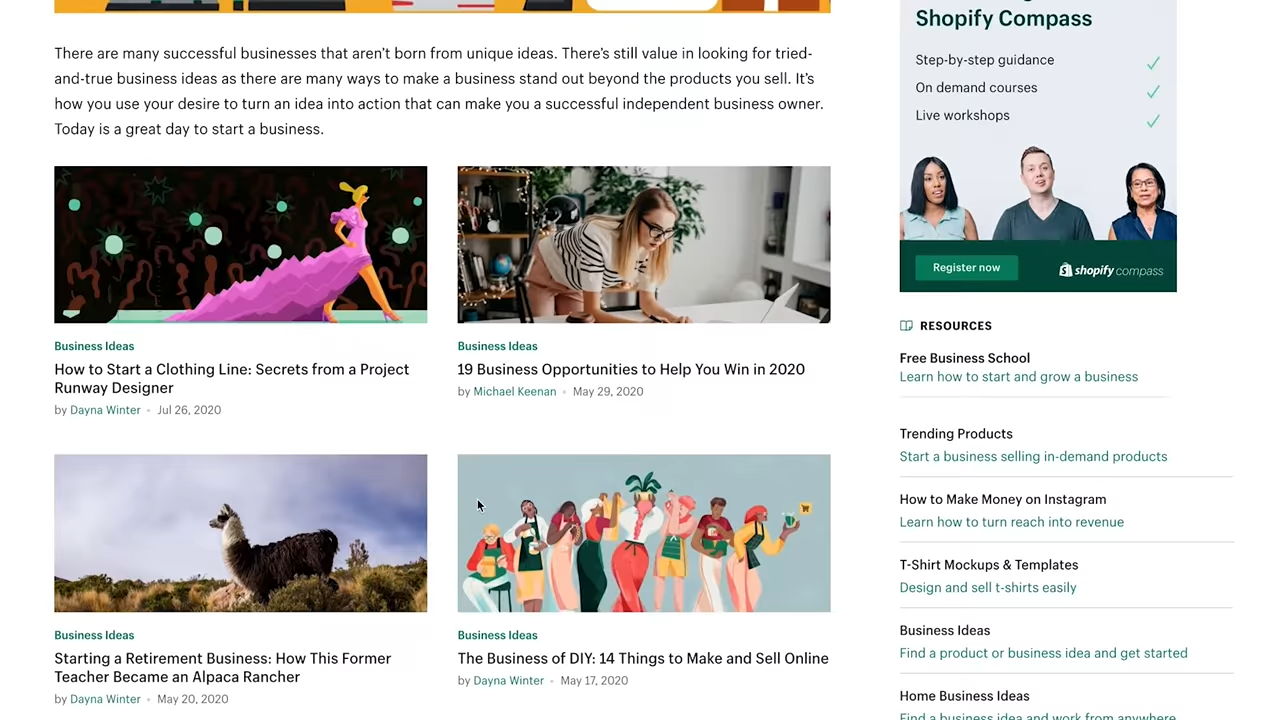 There are many successful businesses that aren’t born from unique ideas. There’s still value in looking for tried-
and-true business ideas as there are many ways to make a business stand out beyond the products you sell. It’s
how you use your desire to turn an idea into action that can make you a successful independent business owner.
Today is a great day to start a business.
Business Ideas
How to Start a Clothing Line: Secrets from a Project
Runway Designer
by Dayna Winter • Jul 26, 2020
Business Ideas
19 Business Opportunities to Help You Win in 2020
by Michael Keenan • May 29, 2020
Business Ideas
Starting a Retirement Business: How This Former
Teacher Became an Alpaca Rancher
by Dayna Winter • May 20, 2020
Business Ideas
The Business of DIY: 14 Things to Make and Sell Online
by Dayna Winter • May 17, 2020
Shopify Compass
Step-by-step guidance
On demand courses
Live workshops
Register now
shopify compass
RESOURCES
Free Business School
Learn how to start and grow a business
Trending Products
Start a business selling in-demand products
How to Make Money on Instagram
Learn how to turn reach into revenue
T-Shirt Mockups & Templates
Design and sell t-shirts easily
Business Ideas
Find a product or business idea and get started
Home Business Ideas
Find a business idea and work from anywhere